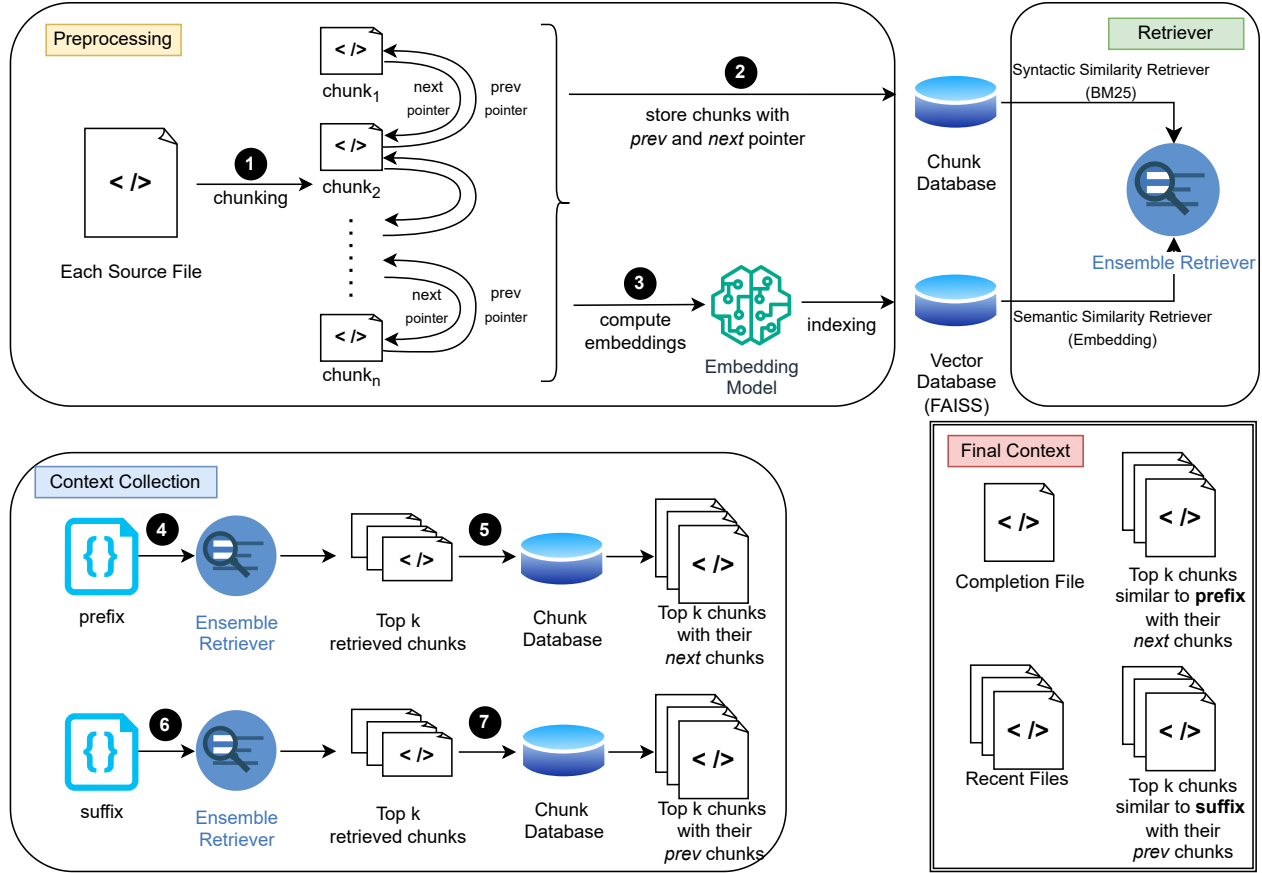 Preprocessing
< />
chunk1
next
pointer
prev
pointer
< />
Each Source File
1
chunking
< />
chunk2
next
pointer
prev
pointer
< />
chunkn
2
store chunks with
prev and next pointer
3
compute
embeddings
Embedding
Model
indexing
Chunk
Database
Vector
Database
(FAISS)
Retriever
Syntactic Similarity Retriever
(BM25)
Ensemble Retriever
Semantic Similarity Retriever
(Embedding)
Context Collection
{ }
prefix
4
Ensemble
Retriever
< />
Top k
retrieved chunks
5
Chunk
Database
< />
Top k chunks
with their
next chunks
{ }
suffix
6
Ensemble
Retriever
< />
Top k
retrieved chunks
7
Chunk
Database
< />
Top k chunks
with their
prev chunks
Final Context
< />
Completion File
< />
Top k chunks
similar to prefix
with their
next chunks
< />
Recent Files
< />
Top k chunks
similar to suffix
with their
prev chunks